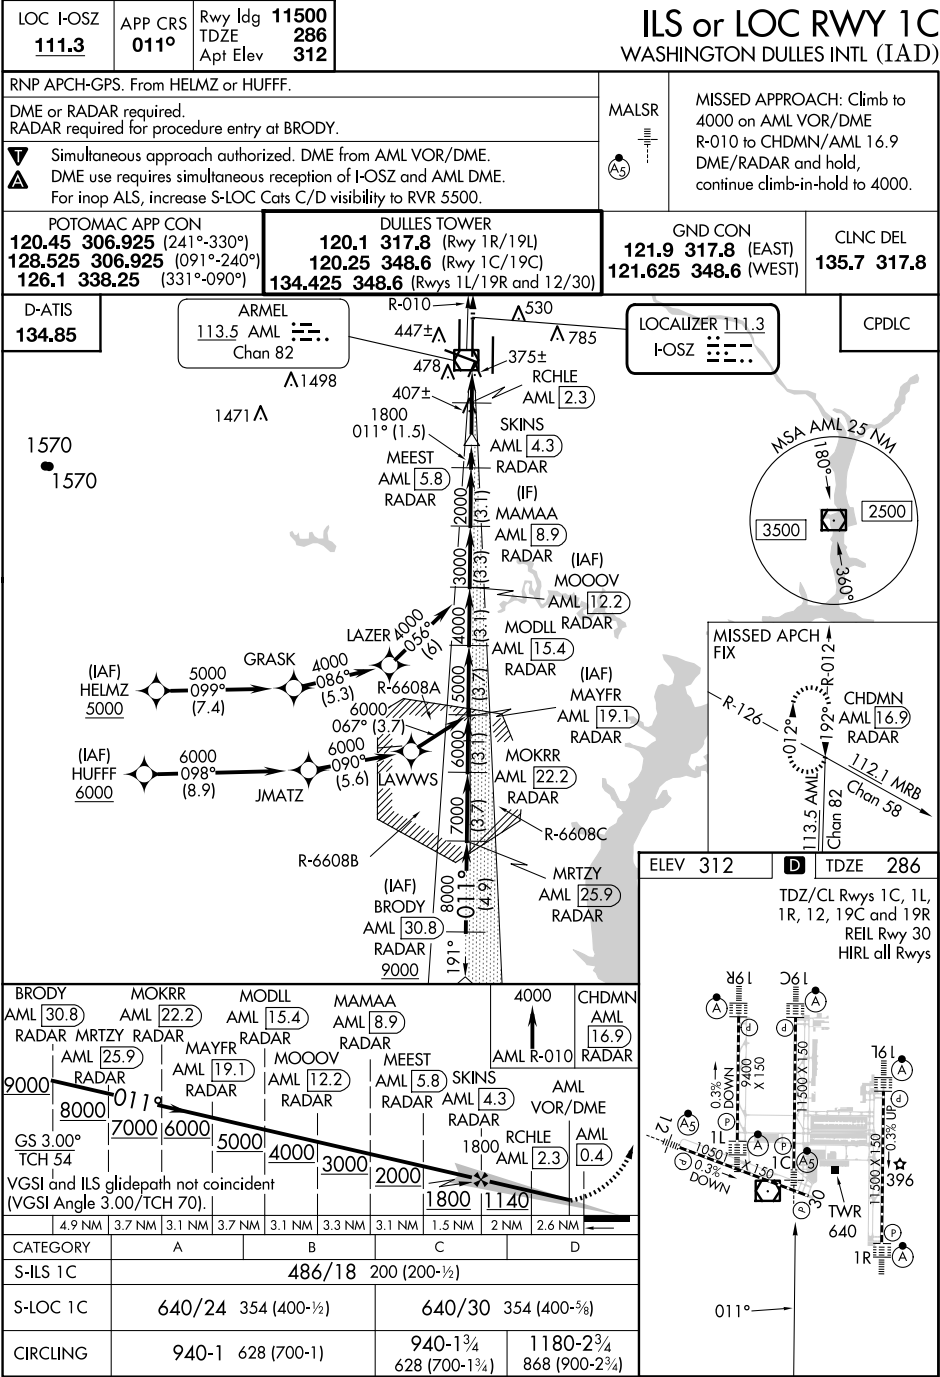 LOC I-OSZ
111.3
APP CRS
011°
Rwy ldg 11500
TDZE 286
Apt Elev 312
ILS or LOC RWY 1C
WASHINGTON DULLES INTL (IAD)
RNP APCH-GPS. From HELMZ or HUFFF.
DME or RADAR required.
RADAR required for procedure entry at BRODY.
T Simultaneous approach authorized. DME from AML VOR/DME.
A DME use requires simultaneous reception of I-OSZ and AML DME.
For inop ALS, increase S-LOC Cats C/D visibility to RVR 5500.
MALSR
A5
MISSED APPROACH: Climb to
4000 on AML VOR/DME
R-010 to CHDMN/AML 16.9
DME/RADAR and hold,
continue climb-in-hold to 4000.
POTOMAC APP CON
120.45 306.925 (241°-330°)
128.525 306.925 (091°-240°)
126.1 338.25 (331°-090°)
DULLES TOWER
120.1 317.8 (Rwy 1R/19L)
120.25 348.6 (Rwy 1C/19C)
134.425 348.6 (Rwys 1L/19R and 12/30)
GND CON
121.9 317.8 (EAST)
121.625 348.6 (WEST)
CLNC DEL
135.7 317.8
D-ATIS
134.85
CPDLC
ARMEL
113.5 AML
Chan 82
R-010
530
447±
785
LOCALIZER 111.3
I-OSZ
478
375±
1498
407±
RCHLE
AML 2.3
1471
1800
011° (1.5)
SKINS
AML 4.3
RADAR
1570
1570
MEEST
AML 5.8
RADAR
2000
(3.1)
(IF)
MAMAA
AML 8.9
RADAR
3000
(3.3)
(IAF)
MOOOV
AML 12.2
RADAR
4000
(3.1)
MODLL
AML 15.4
RADAR
MSA AML 25 NM
180°
3500
2500
360°
(IAF)
HELMZ
5000
5000
099°
(7.4)
GRASK
4000
086°
(5.3)
LAZER
4000
056°
(6)
5000
(3.7)
(IAF)
MAYFR
AML 19.1
RADAR
R-6608A
6000
067° (3.7)
(IAF)
HUFFF
6000
6000
098°
(8.9)
JMATZ
6000
090°
(5.6)
LAWWS
6000
(3.1)
MOKRR
AML 22.2
RADAR
7000
(3.7)
R-6608C
R-6608B
MRTZY
AML 25.9
RADAR
(IAF)
BRODY
AML 30.8
RADAR
9000
8000
011°
(4.9)
191°
MISSED APCH
FIX
R-012
R-126
012°
192°
CHDMN
AML 16.9
RADAR
112.1 MRB
Chan 58
113.5 AML
Chan 82
ELEV 312
D
TDZE 286
TDZ/CL Rwys 1C, 1L,
1R, 12, 19C and 19R
REIL Rwy 30
HIRL all Rwys
19R
19C
A
A
P
P
9400
X 150
0.3%
DOWN
11500 X 150
19L
A
P
0.3% UP
11500 X 150
396
A5
12
P
1L
P
A
P
1C
A5
10501 X 150
0.3%
DOWN
30
P
TWR
640
P
1R
A
011°
BRODY
AML 30.8
RADAR
MRTZY
AML 25.9
RADAR
MOKRR
AML 22.2
RADAR
MAYFR
AML 19.1
RADAR
MODLL
AML 15.4
RADAR
MOOOV
AML 12.2
RADAR
MAMAA
AML 8.9
RADAR
MEEST
AML 5.8
RADAR
SKINS
AML 4.3
RADAR
1800
RCHLE
AML 2.3
4000
AML R-010
CHDMN
AML
16.9
RADAR
AML
VOR/DME
AML
0.4
9000
8000
011°
7000
6000
5000
4000
3000
2000
1800
1140
GS 3.00°
TCH 54
VGSI and ILS glidepath not coincident
(VGSI Angle 3.00/TCH 70).
4.9 NM 3.7 NM 3.1 NM 3.7 NM 3.1 NM 3.3 NM 3.1 NM 1.5 NM 2 NM 2.6 NM
CATEGORY A B C D
S-ILS 1C 486/18 200 (200-½)
S-LOC 1C 640/24 354 (400-½) 640/30 354 (400-⅝)
CIRCLING 940-1 628 (700-1) 940-1¾ 628 (700-1¾) 1180-2¾ 868 (900-2¾)